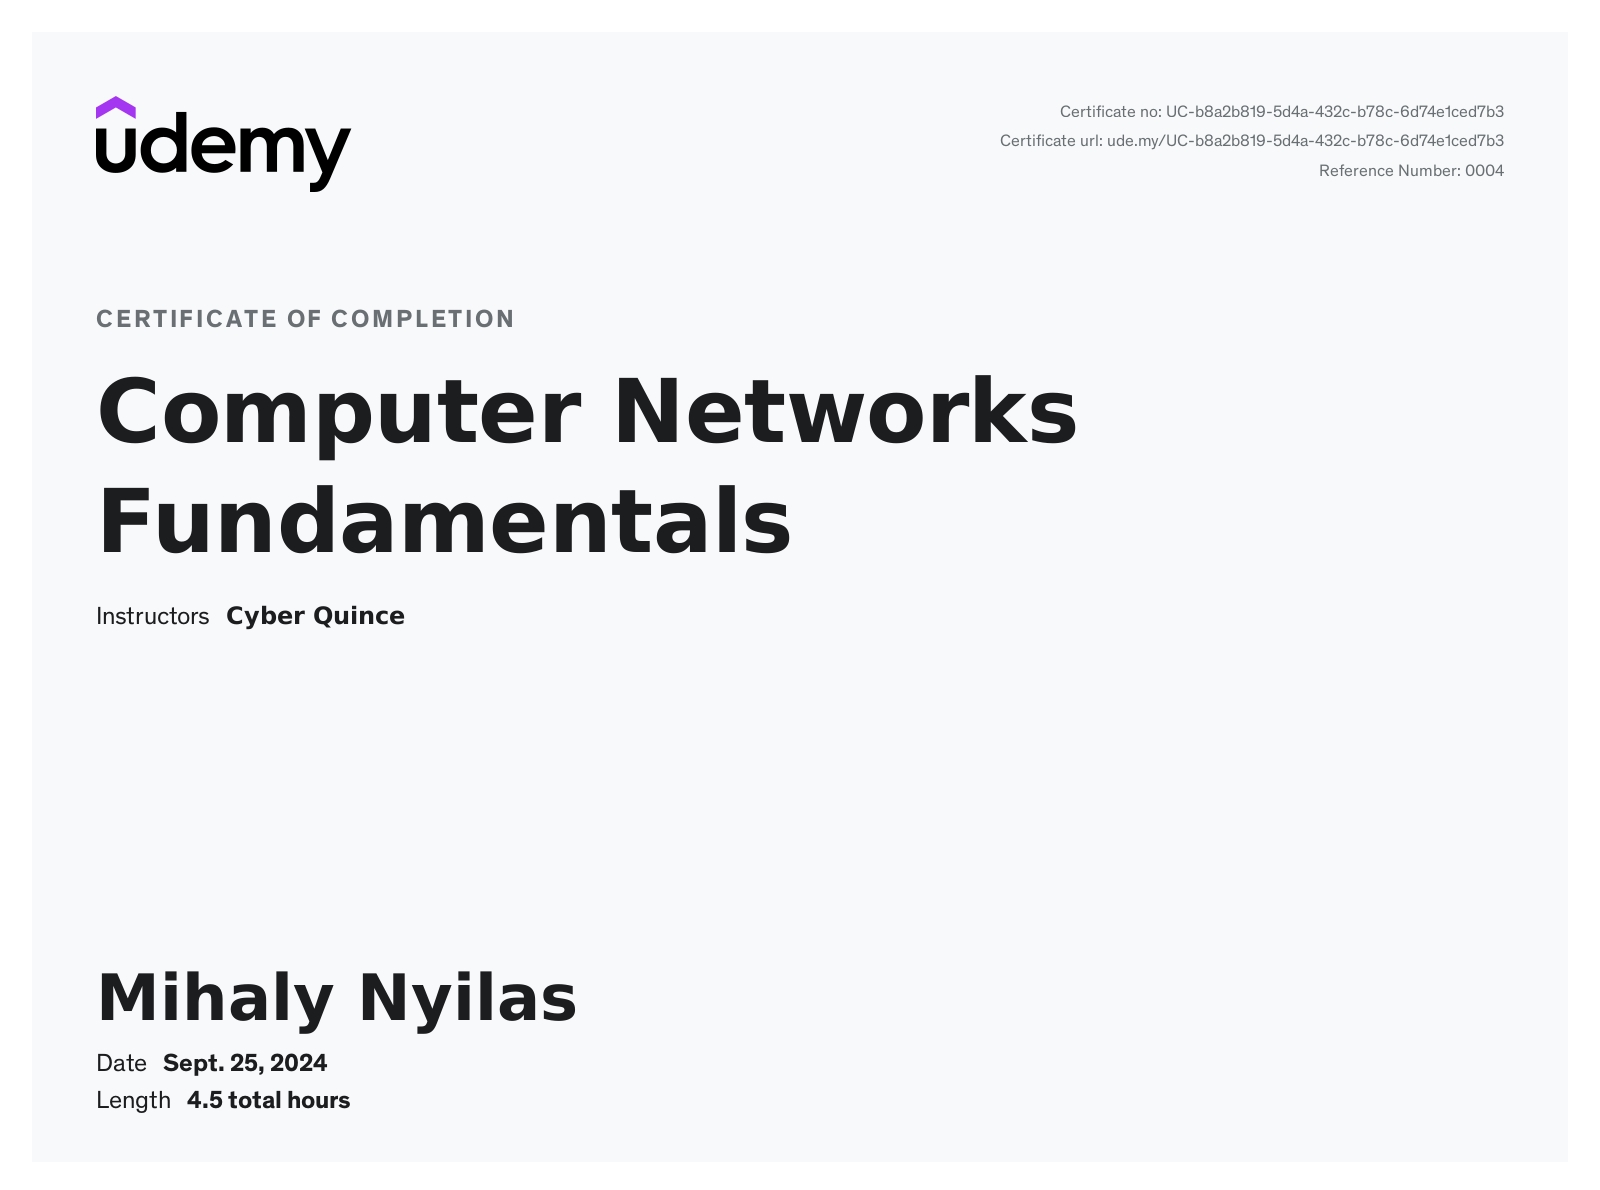 udemy
Certificate no: UC-b8a2b819-5d4a-432c-b78c-6d74e1ced7b3
Certificate url: ude.my/UC-b8a2b819-5d4a-432c-b78c-6d74e1ced7b3
Reference Number: 0004
CERTIFICATE OF COMPLETION
Computer Networks
Fundamentals
Instructors Cyber Quince
Mihaly Nyilas
Date Sept. 25, 2024
Length 4.5 total hours